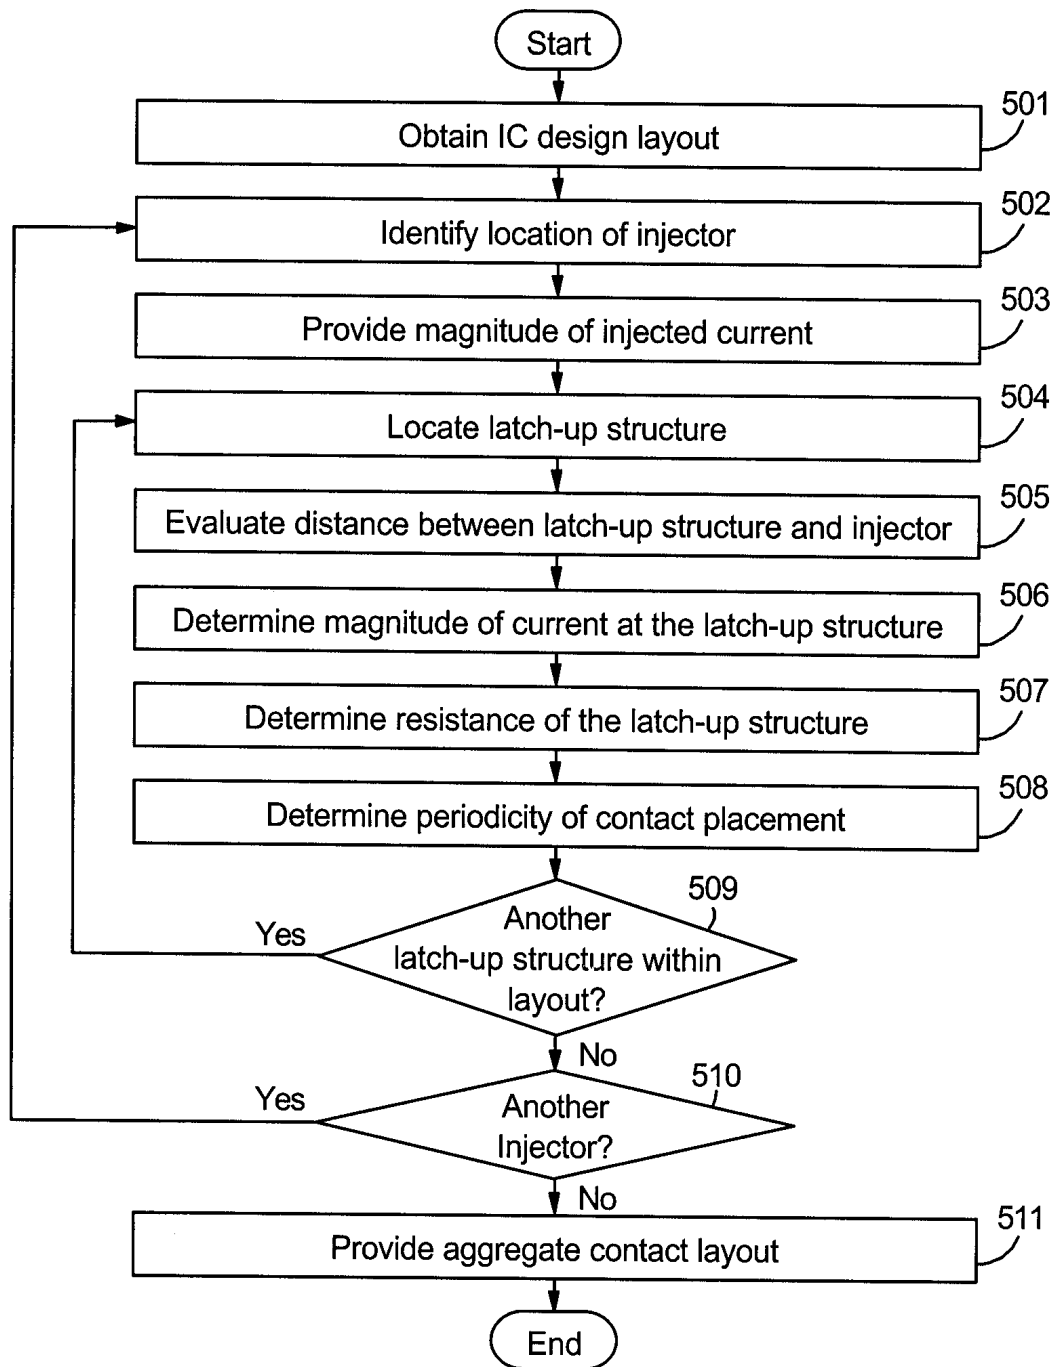 Start
Obtain IC design layout
501
Identify location of injector
502
Provide magnitude of injected current
503
Locate latch-up structure
504
Evaluate distance between latch-up structure and injector
505
Determine magnitude of current at the latch-up structure
506
Determine resistance of the latch-up structure
507
Determine periodicity of contact placement
508
509
Yes
Another
latch-up structure within
layout?
No
510
Yes
Another
Injector?
No
Provide aggregate contact layout
511
End